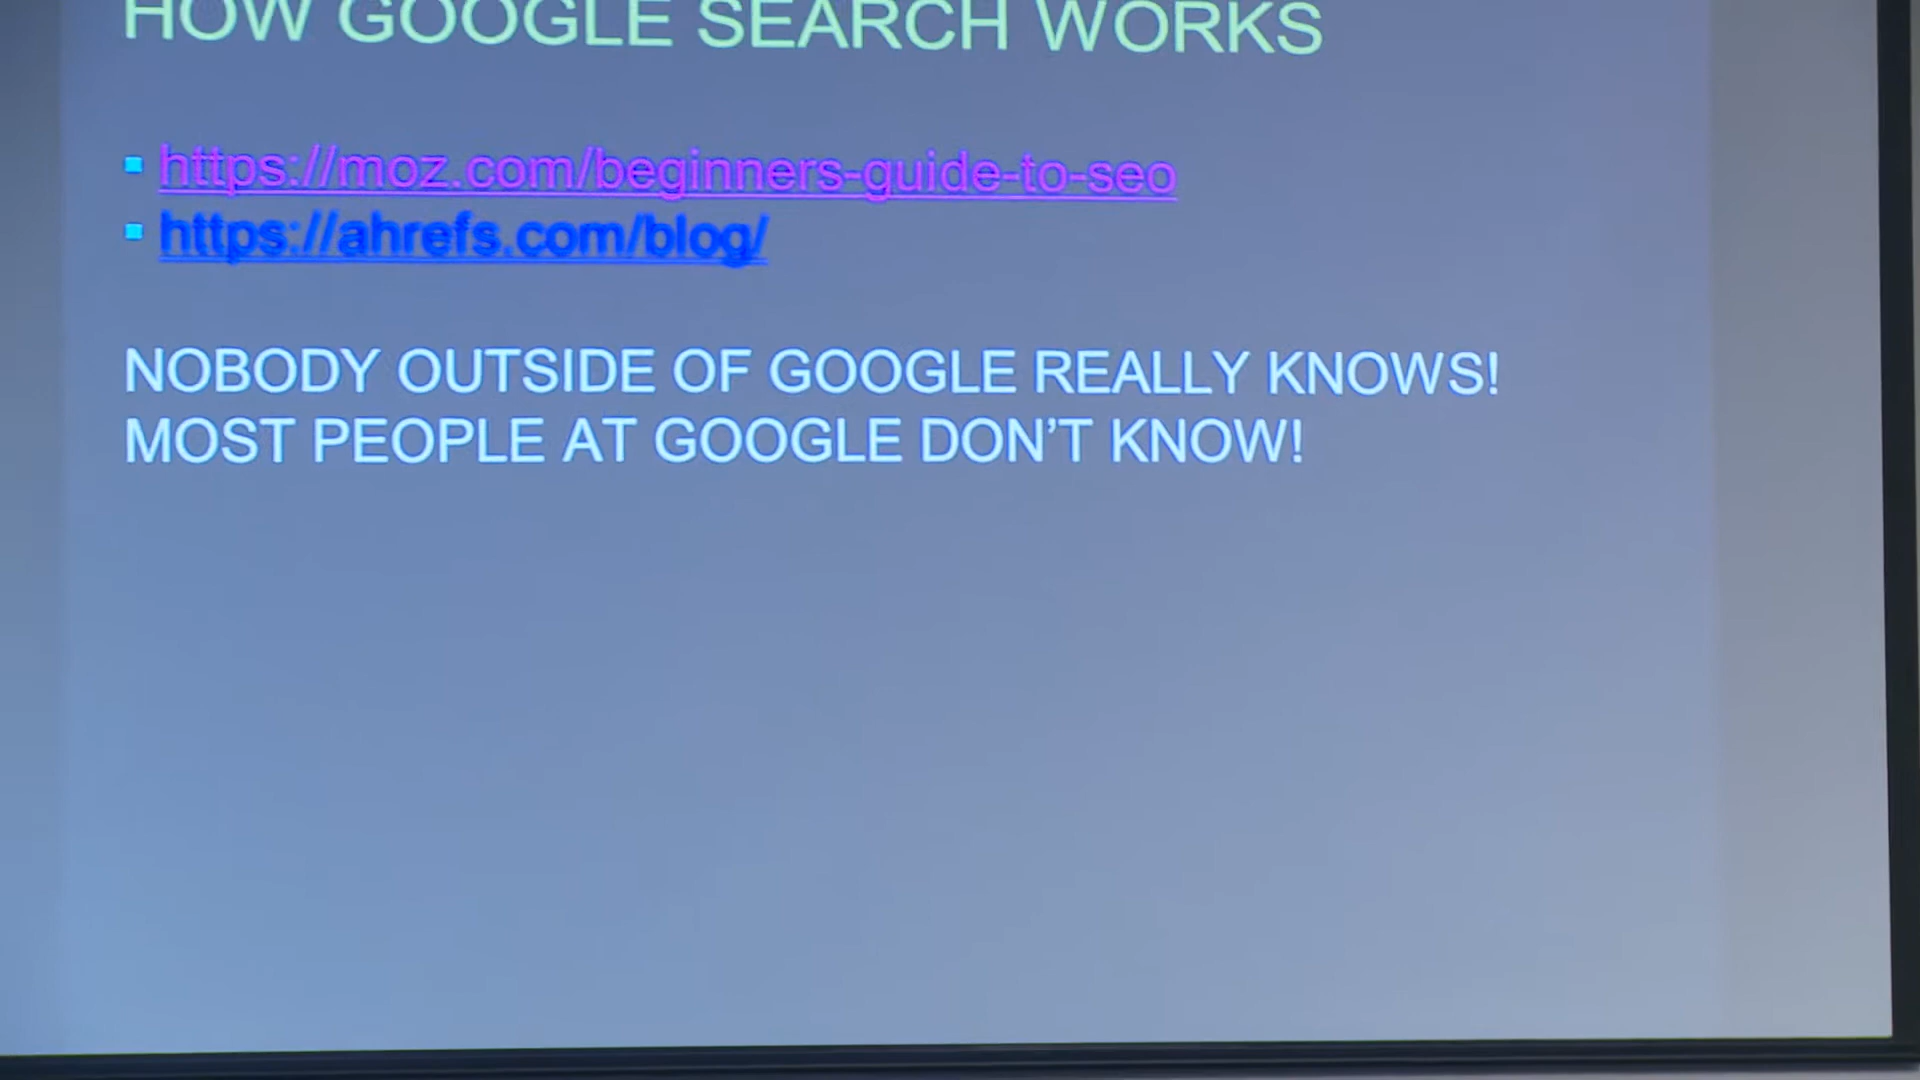 HOW GOOGLE SEARCH WORKS
https://moz.com/beginners-guide-to-seo
https://ahrefs.com/blog/
NOBODY OUTSIDE OF GOOGLE REALLY KNOWS!
MOST PEOPLE AT GOOGLE DON’T KNOW!